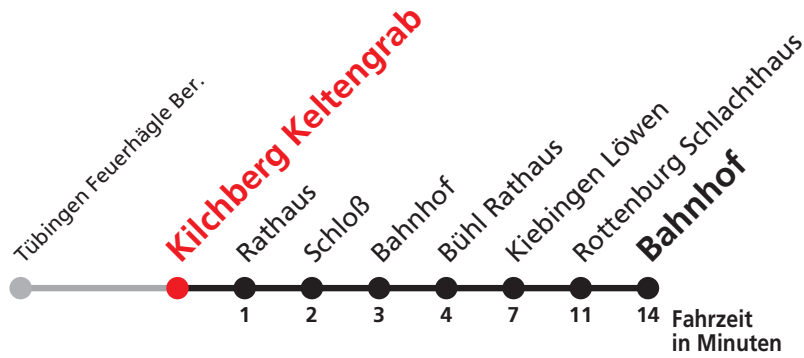 Tübingen Feuerhägle Ber.
Kilchberg Keltengrab
Rathaus
Schloß
Bahnhof
Bühl Rathaus
Kiebingen Löwen
Rottenburg Schlachthaus
Bahnhof
1 2 3 4 7 11 14
Fahrzeit
in Minuten